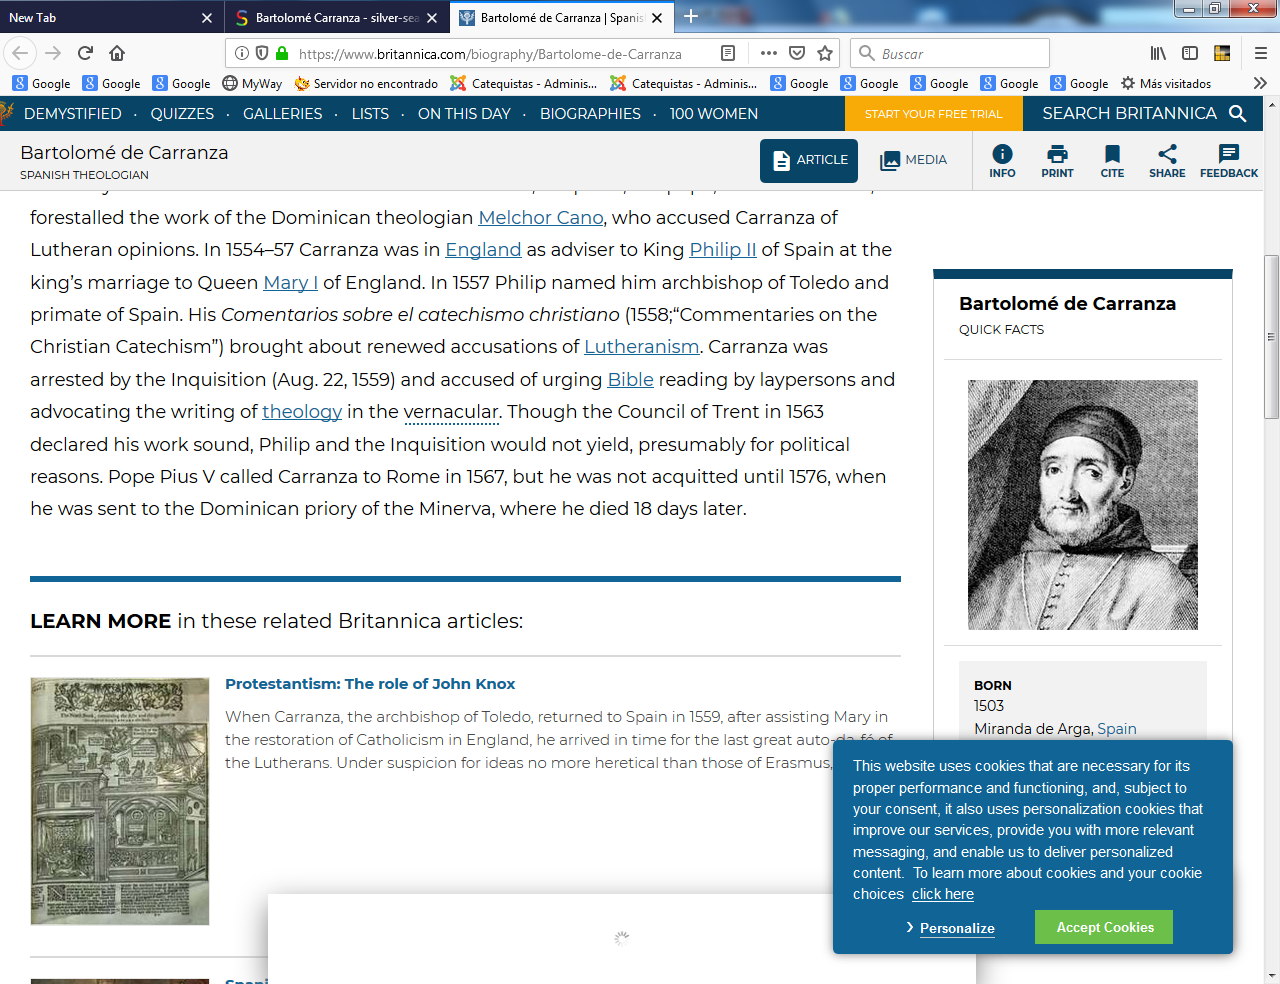 New Tab
Bartolomé Carranza - silver-sea
Bartolomé de Carranza | Spanis
https://www.britannica.com/biography/Bartolome-de-Carranza
Buscar
Google
Google
Google
MyWay
Servidor no encontrado
Catequistas - Adminis...
Catequistas - Adminis...
Google
Google
Google
Google
Google
Más visitados
DEMYSTIFIED · QUIZZES · GALLERIES · LISTS · ON THIS DAY · BIOGRAPHIES · 100 WOMEN
START YOUR FREE TRIAL
SEARCH BRITANNICA
Bartolomé de Carranza
SPANISH THEOLOGIAN
ARTICLE
MEDIA
INFO
PRINT
CITE
SHARE
FEEDBACK
forestalled the work of the Dominican theologian Melchor Cano, who accused Carranza of
Lutheran opinions. In 1554–57 Carranza was in England as adviser to King Philip II of Spain at the
king’s marriage to Queen Mary I of England. In 1557 Philip named him archbishop of Toledo and
primate of Spain. His Comentarios sobre el catechismo christiano (1558;“Commentaries on the
Christian Catechism”) brought about renewed accusations of Lutheranism. Carranza was
arrested by the Inquisition (Aug. 22, 1559) and accused of urging Bible reading by laypersons and
advocating the writing of theology in the vernacular. Though the Council of Trent in 1563
declared his work sound, Philip and the Inquisition would not yield, presumably for political
reasons. Pope Pius V called Carranza to Rome in 1567, but he was not acquitted until 1576, when
he was sent to the Dominican priory of the Minerva, where he died 18 days later.
LEARN MORE in these related Britannica articles:
Protestantism: The role of John Knox
When Carranza, the archbishop of Toledo, returned to Spain in 1559, after assisting Mary in
the restoration of Catholicism in England, he arrived in time for the last great auto-da-fé of
the Lutherans. Under suspicion for ideas no more heretical than those of Erasmus,
Bartolomé de Carranza
QUICK FACTS
BORN
1503
Miranda de Arga, Spain
This website uses cookies that are necessary for its
proper performance and functioning, and, subject to
your consent, it also uses personalization cookies that
improve our services, provide you with more relevant
messaging, and enable us to deliver personalized
content. To learn more about cookies and your cookie
choices click here
Personalize
Accept Cookies